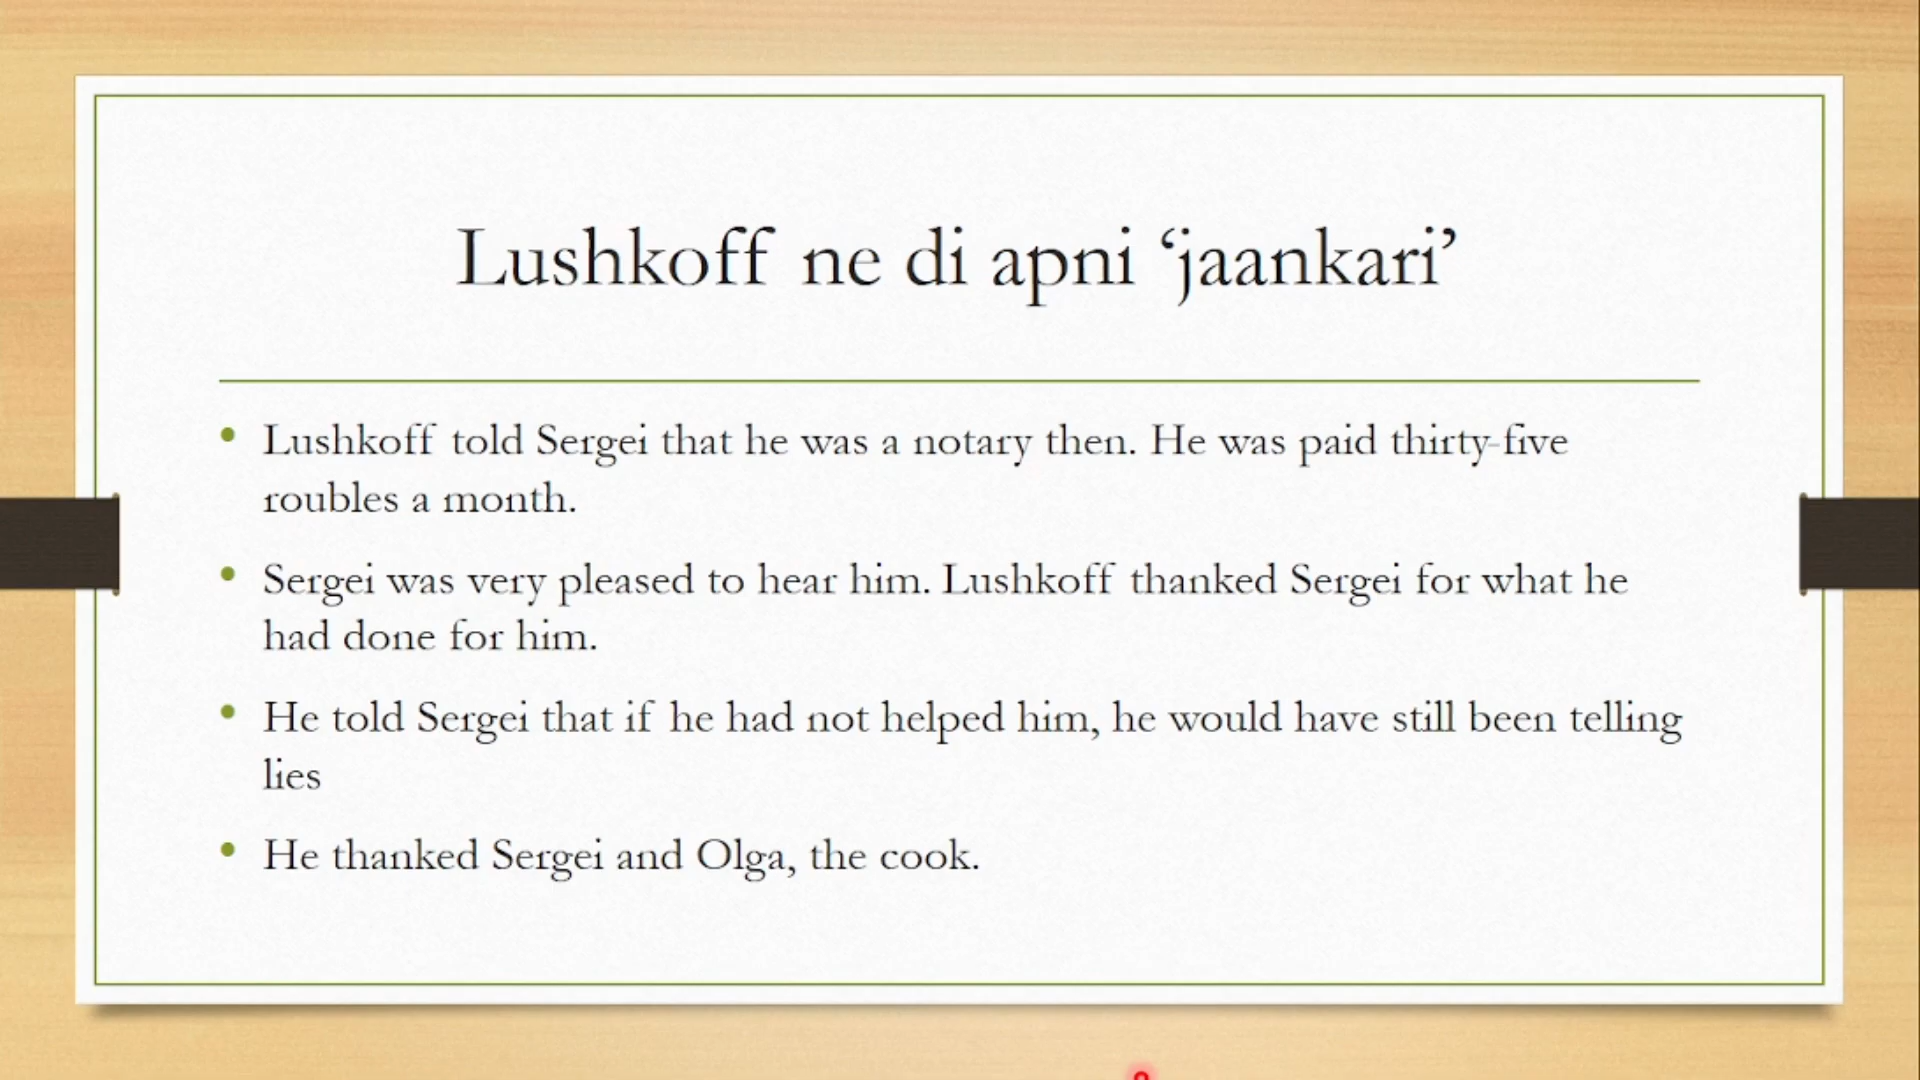 Lushkoff ne di apni ‘jaankari’
• Lushkoff told Sergei that he was a notary then. He was paid thirty-five
roubles a month.
• Sergei was very pleased to hear him. Lushkoff thanked Sergei for what he
had done for him.
• He told Sergei that if he had not helped him, he would have still been telling
lies
• He thanked Sergei and Olga, the cook.